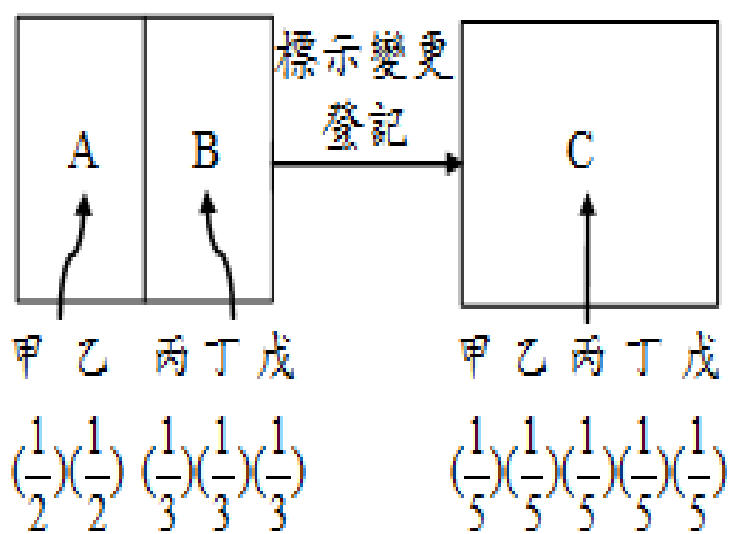 標示變更
登記
A B C
甲 乙 丙 丁 戊 甲 乙 丙 丁 戊
(1/2)(1/2) (1/3)(1/3)(1/3) (1/5)(1/5)(1/5)(1/5)(1/5)